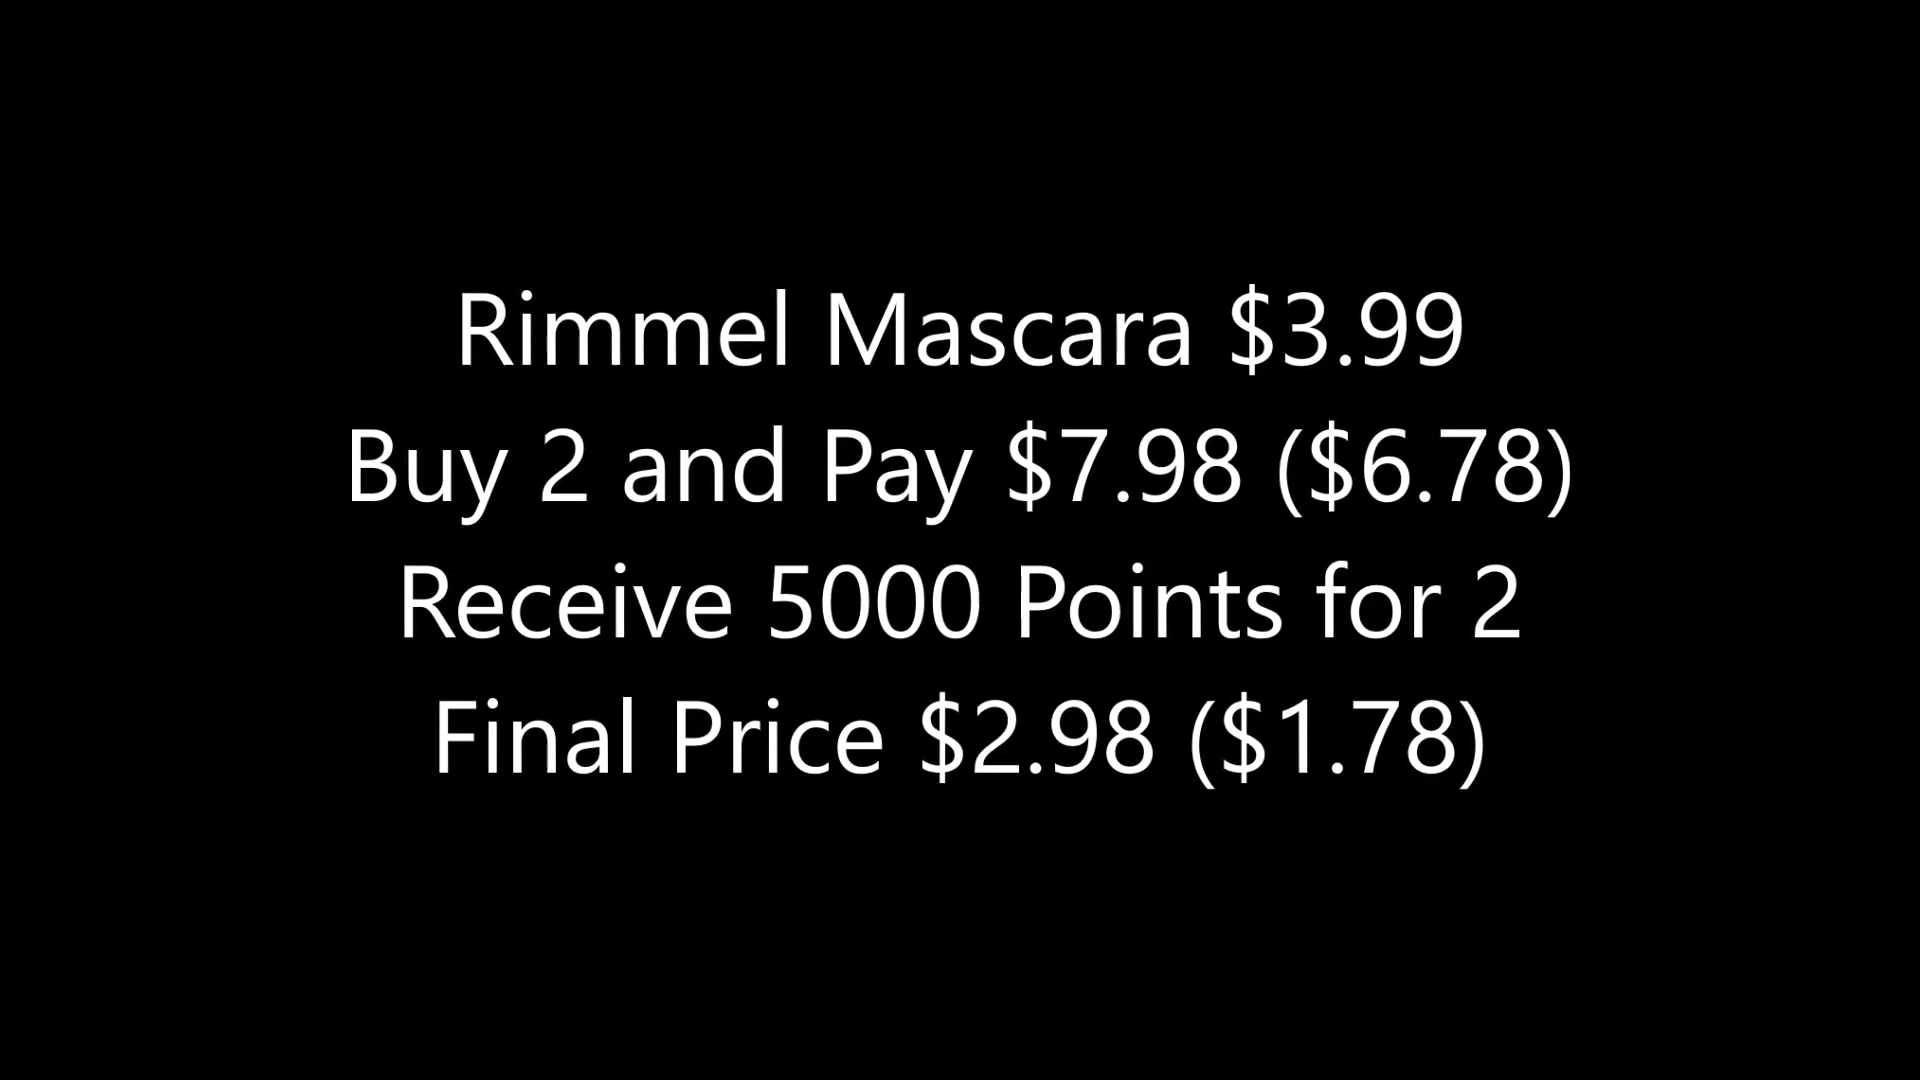 Rimmel Mascara $3.99
Buy 2 and Pay $7.98 ($6.78)
Receive 5000 Points for 2
Final Price $2.98 ($1.78)